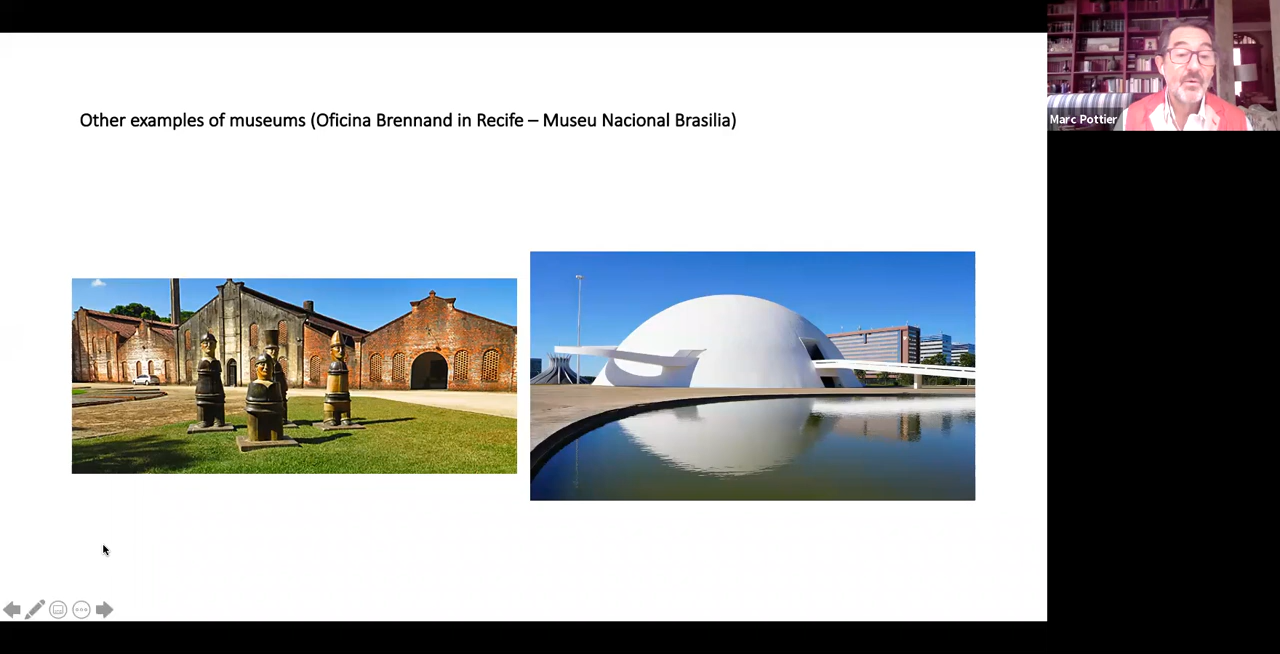 Other examples of museums (Oficina Brennand in Recife – Museu Nacional Brasilia)
Marc Pottier